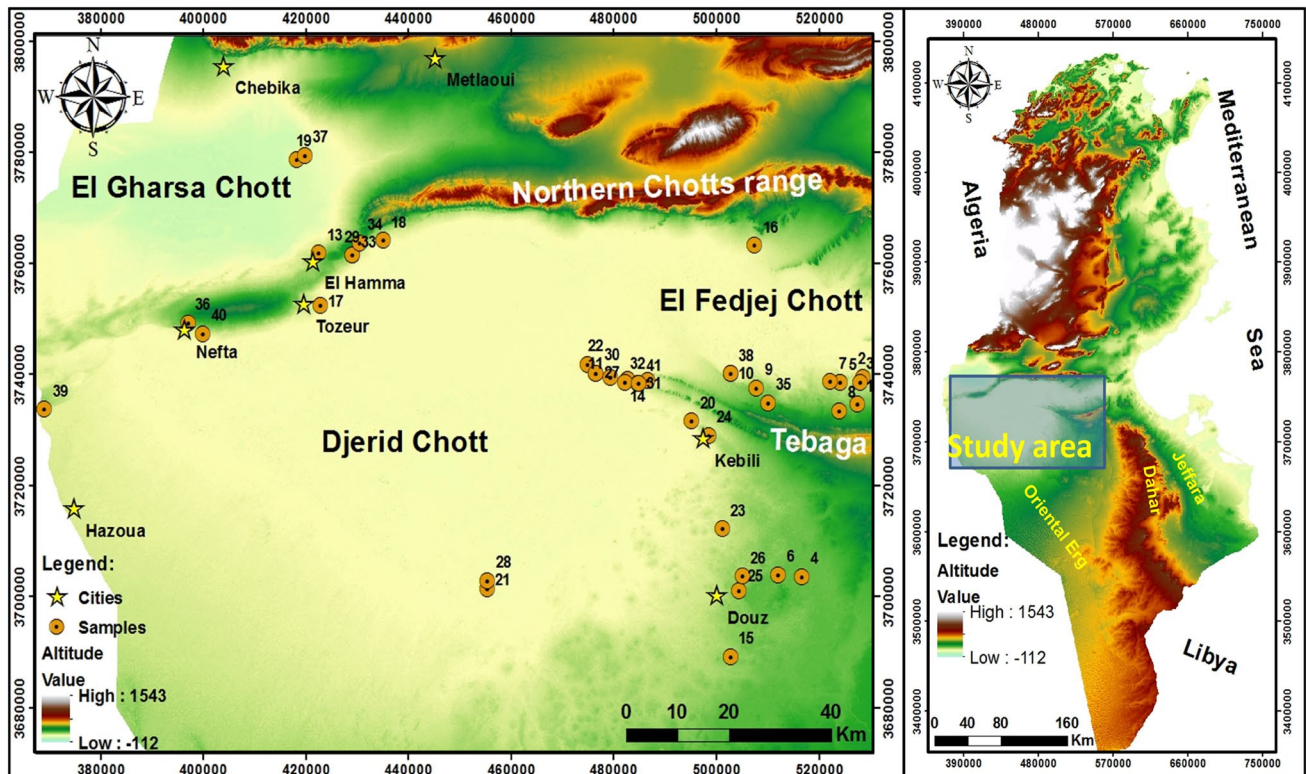 380000 400000 420000 440000 460000 480000 500000 520000
3800000 3800000
N
W E
S
Chebika
Metlaoui
3780000 3780000
19 37
El Gharsa Chott
Northern Chotts range
34 18
13 29 33
16
3760000 3760000
El Hamma
El Fedjej Chott
17
Tozeur
36
40
Nefta
22 30
11 27 32 41
14 31
38
10 9
35
7 5 2 3
8 1
3740000 3740000
39
20
24
Djerid Chott
Tebaga
Kebili
3720000 3720000
Hazoua
23
28
21
26 6 4
25
3700000 3700000
Douz
15
Legend:
Cities
Samples
Altitude
Value
High : 1543
Low : -112
3680000 3680000
0 10 20 40
Km
380000 400000 420000 440000 460000 480000 500000 520000
390000 480000 570000 660000 750000
N
W E
S
4100000 4100000
Mediterranean
Sea
Algeria
4000000 4000000
3900000 3900000
3800000 3800000
Study area
3700000 3700000
Jeffara
Dahar
Oriental Erg
3600000 3600000
Legend:
Altitude
Value
High : 1543
Low : -112
3500000 3500000
Libya
3400000 3400000
0 40 80 160
Km
390000 480000 570000 660000 750000